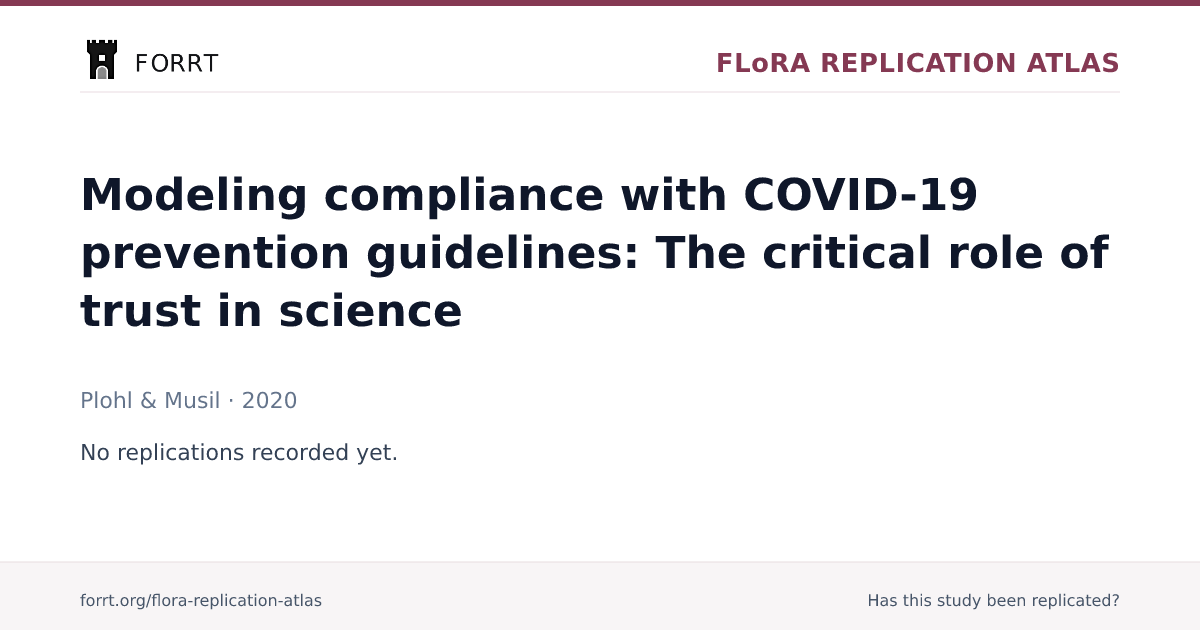 FORRT
FLoRA REPLICATION ATLAS
Modeling compliance with COVID-19
prevention guidelines: The critical role of
trust in science
Plohl & Musil · 2020
No replications recorded yet.
forrt.org/flora-replication-atlas
Has this study been replicated?